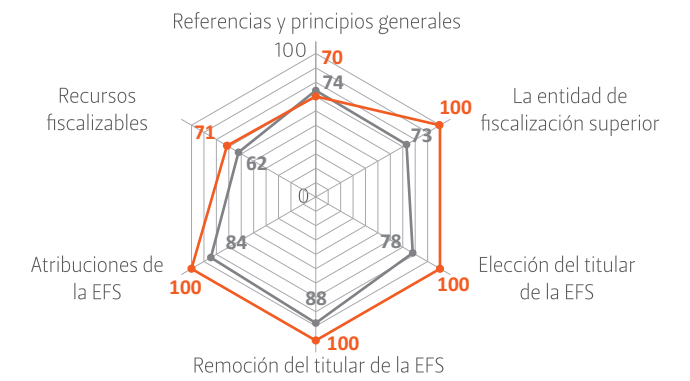 Referencias y principios generales
100
70
74
Recursos
fiscalizables
100
La entidad de
fiscalización superior
71
73
62
0
84
78
Atribuciones de
la EFS
100
88
Elección del titular
de la EFS
100
100
Remoción del titular de la EFS